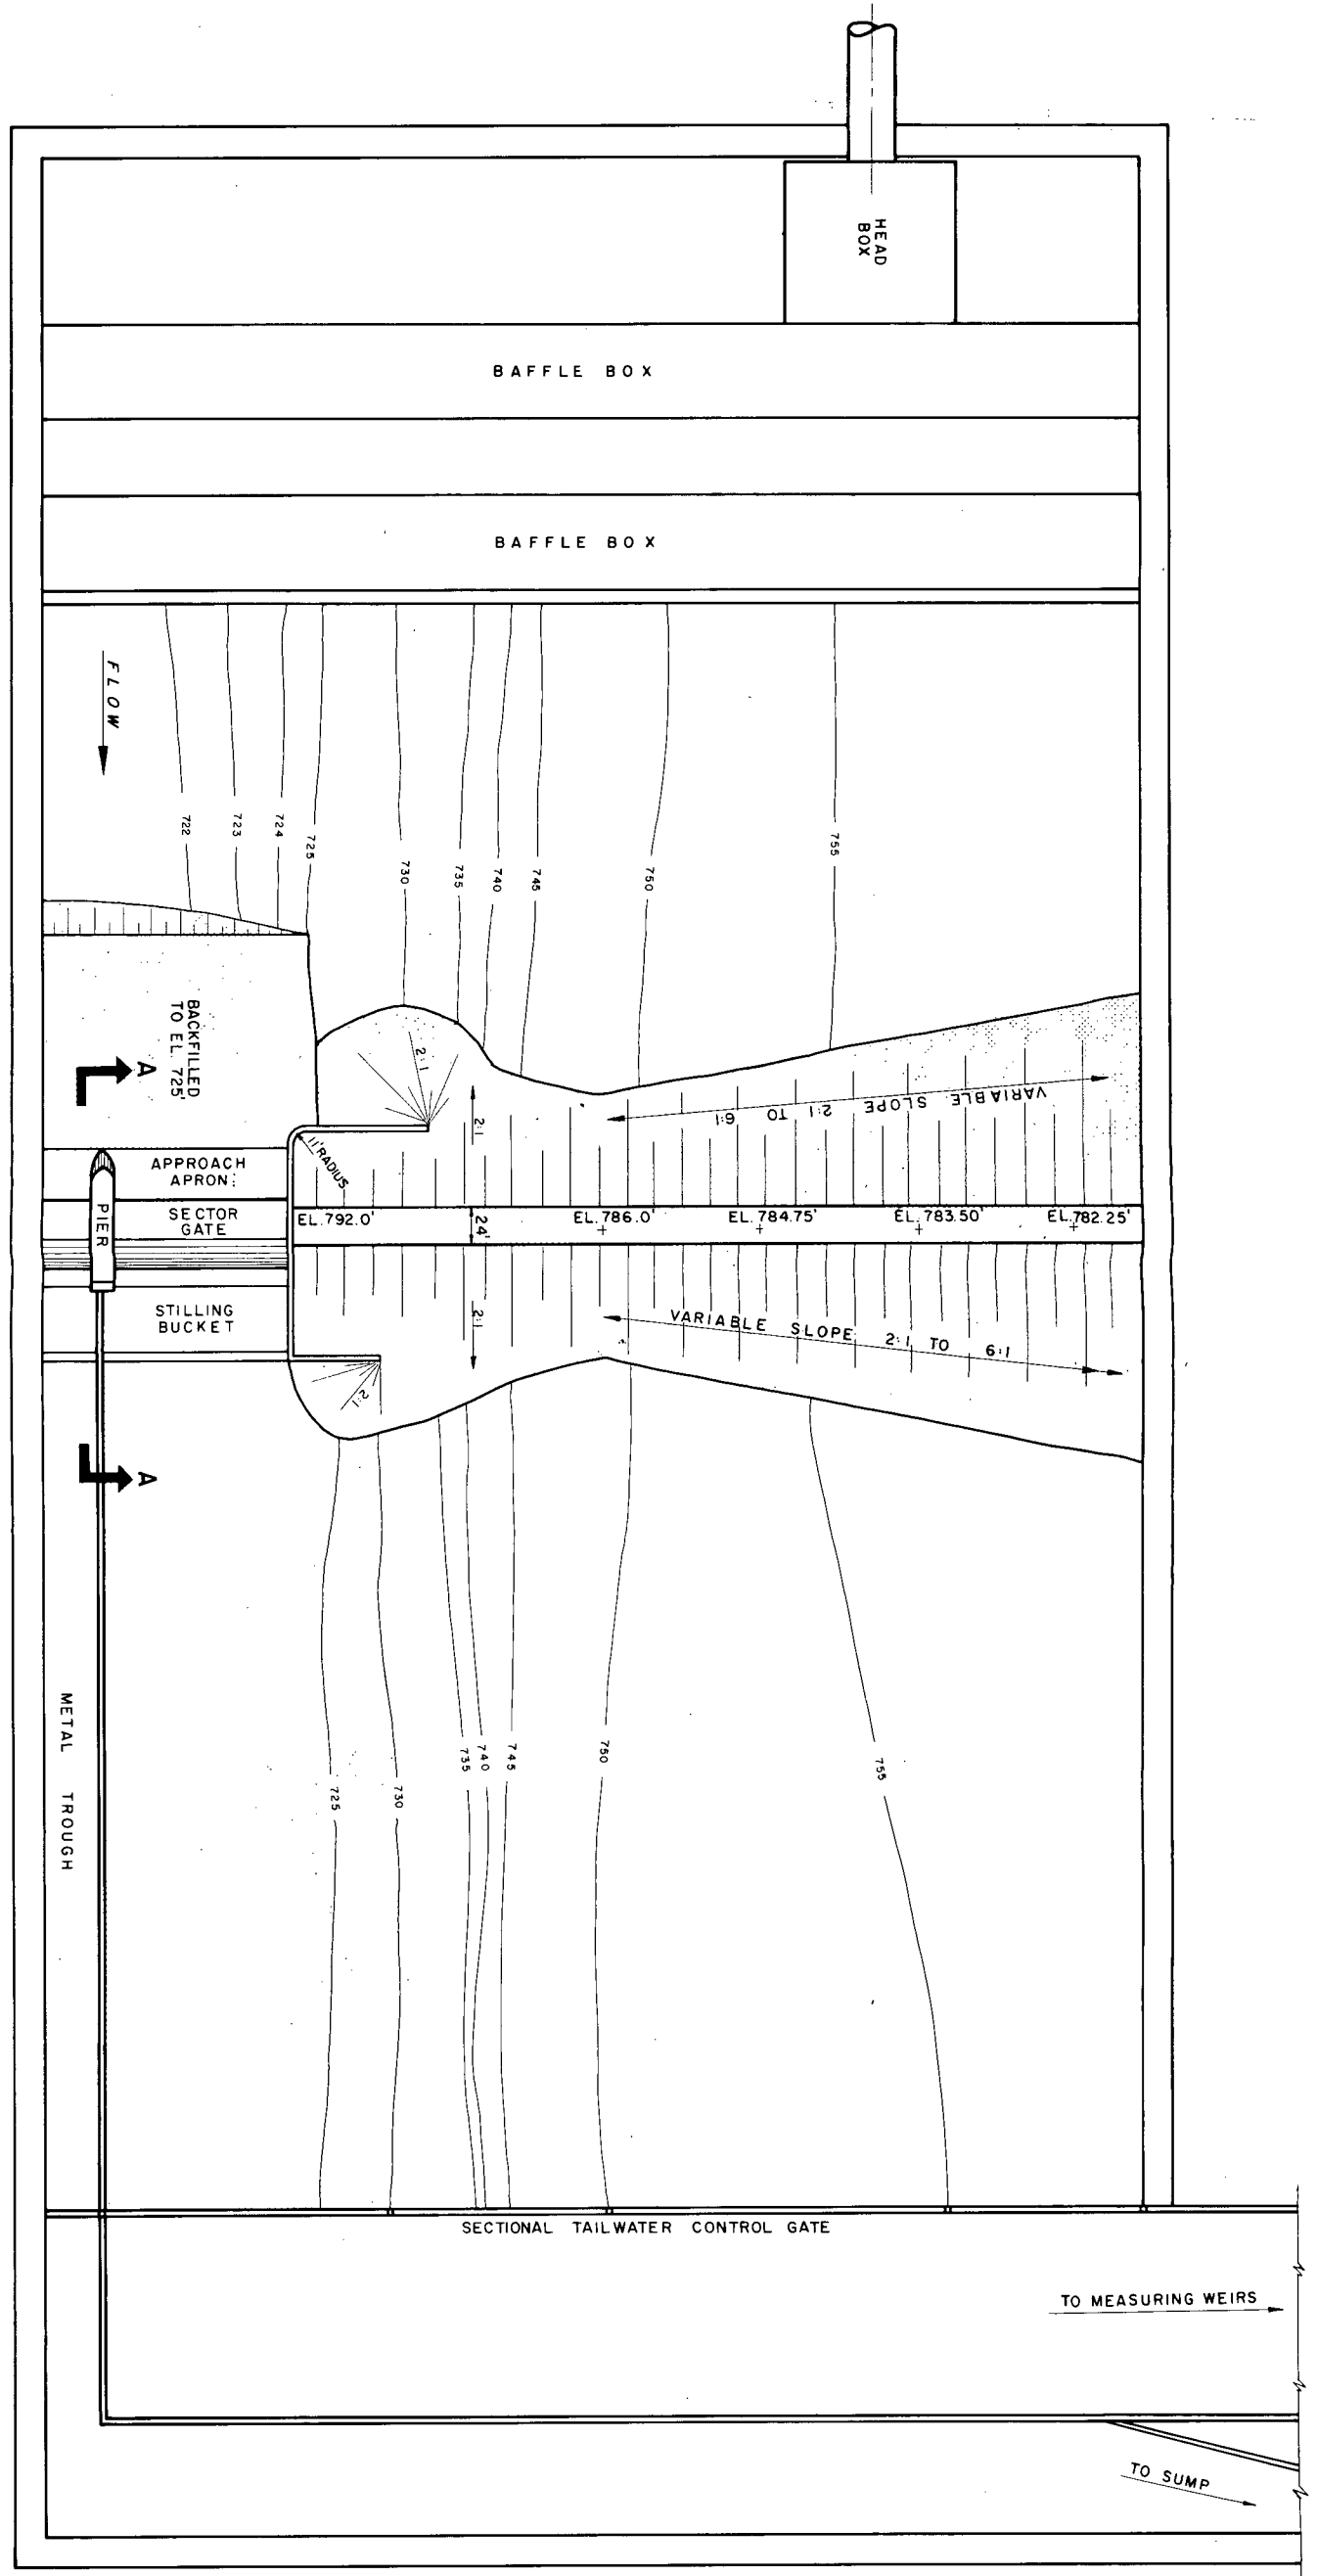 HEAD
BOX
BAFFLE BOX
BAFFLE BOX
FLOW
722
723
724
725
730
735
740
745
750
755
BACKFILLED
TO EL. 725'
A
2:1
2:1
VARIABLE SLOPE 2:1 TO 6:1
11' RADIUS
APPROACH
APRON
PIER
SECTOR
GATE
EL. 792.0'
24'
EL. 786.0'
EL. 784.75'
EL. 783.50'
EL. 782.25'
STILLING
BUCKET
2:1
VARIABLE SLOPE 2:1 TO 6:1
1:2
A
METAL TROUGH
725
730
735
740
745
750
755
SECTIONAL TAILWATER CONTROL GATE
TO MEASURING WEIRS
TO SUMP